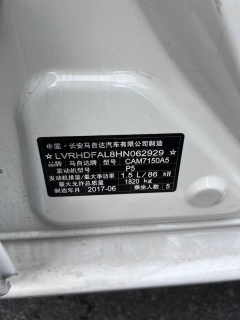 中国·长安马自达汽车有限公司制造
☆LVRHDFAL8HN062929☆
品牌 马自达牌 型号 CAM7150A5
发动机型号 P5
发动机排量/最大净功率 1.5 L/ 86 kW
最大允许总质量 1820 kg
制造年月 2017-06 乘坐人数 5